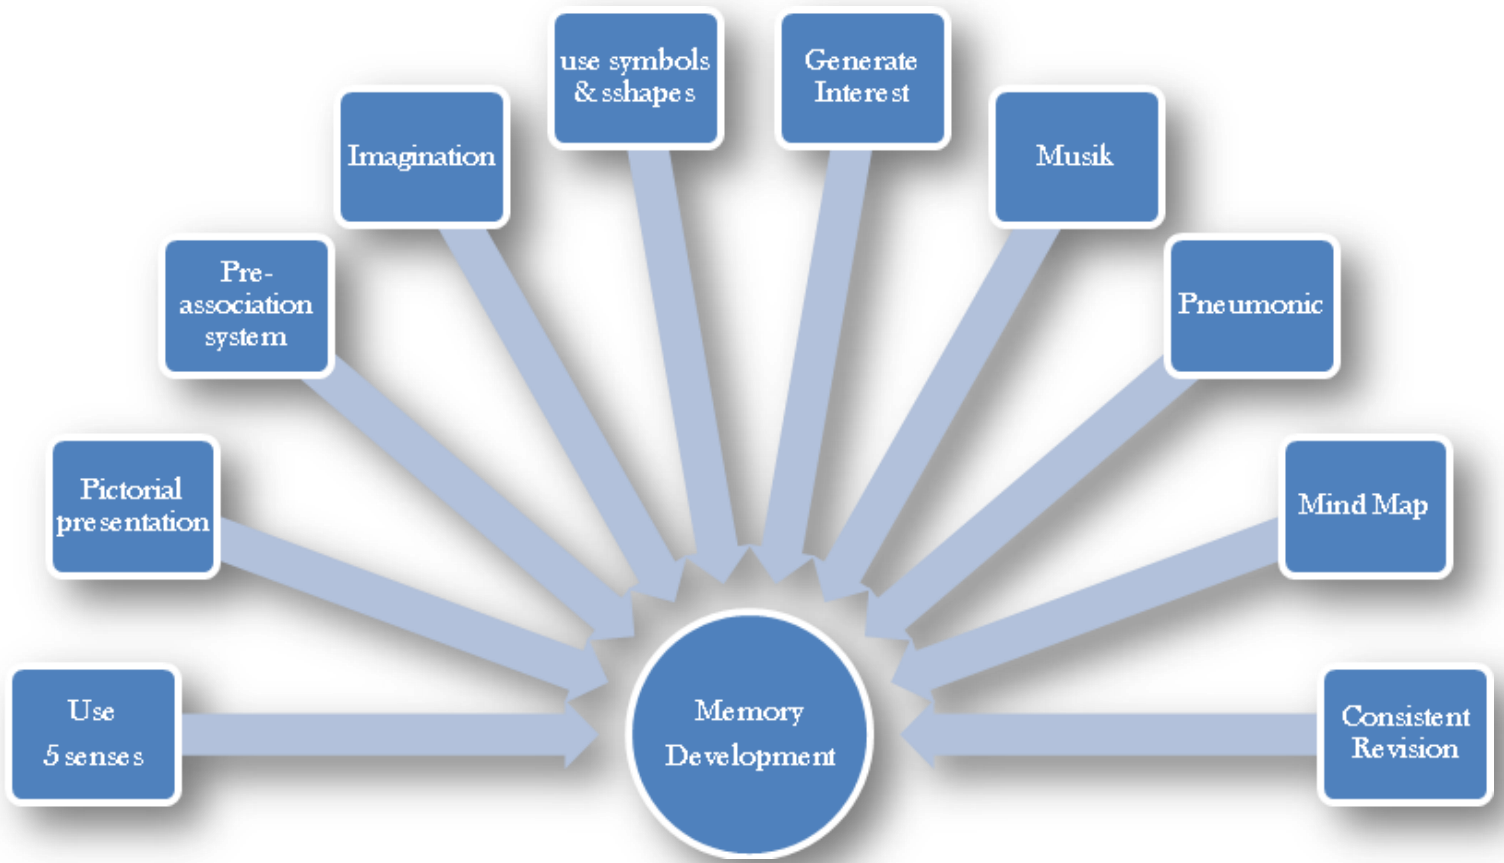 use symbols
& sshapes
Generate
Interest
Imagination
Musik
Pre-
association
system
Pneumonic
Pictorial
presentation
Mind Map
Use
5 senses
Memory
Development
Consistent
Revision